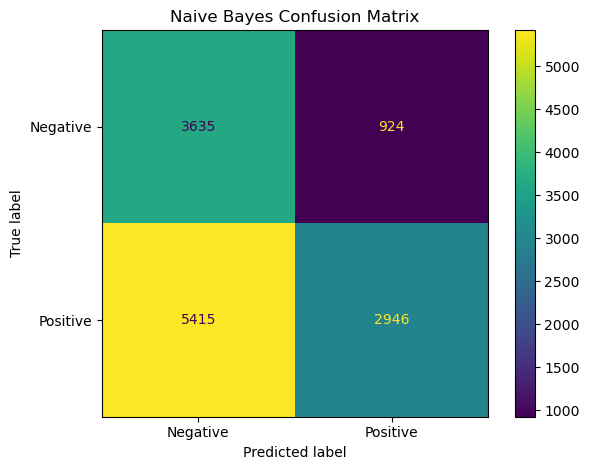 Naive Bayes Confusion Matrix
True label
Negative
Positive
3635
924
5415
2946
Negative
Positive
Predicted label
5000
4500
4000
3500
3000
2500
2000
1500
1000